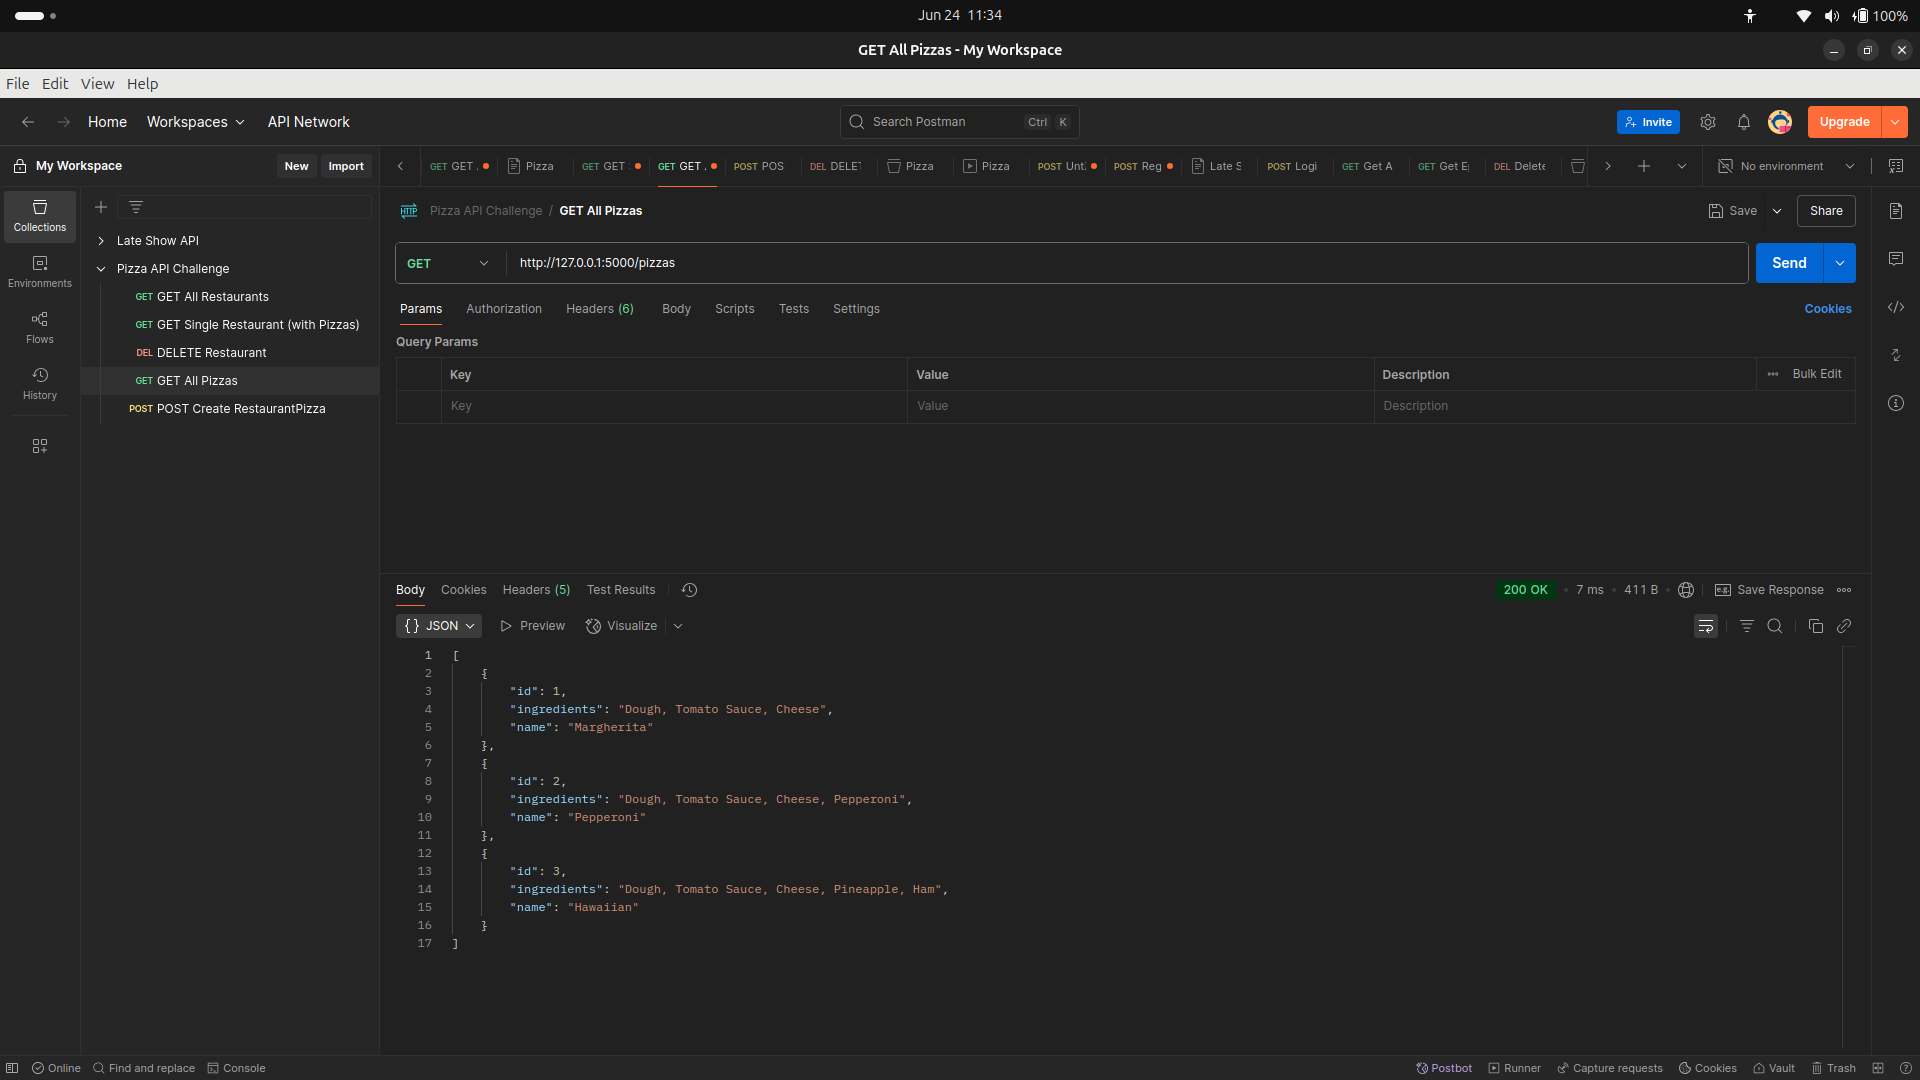 Jun 24 11:34
100%
GET All Pizzas - My Workspace
File Edit View Help
Home Workspaces API Network
Search Postman Ctrl K
Invite Upgrade
My Workspace New Import
GET GET . Pizza GET GET GET GET . POST POS DEL DELET Pizza Pizza POST Unti POST Reg Late S POST Logi GET Get A GET Get E DEL Delete
No environment
Collections
Environments
Flows
History
Late Show API
Pizza API Challenge
GET GET All Restaurants
GET GET Single Restaurant (with Pizzas)
DEL DELETE Restaurant
GET GET All Pizzas
POST POST Create RestaurantPizza
HTTP Pizza API Challenge / GET All Pizzas
Save Share
GET http://127.0.0.1:5000/pizzas
Send
Params Authorization Headers (6) Body Scripts Tests Settings
Cookies
Query Params
Key Value Description Bulk Edit
Key Value Description
Body Cookies Headers (5) Test Results
200 OK • 7 ms • 411 B • e.g. Save Response
{} JSON Preview Visualize
1 [
2 {
3 "id": 1,
4 "ingredients": "Dough, Tomato Sauce, Cheese",
5 "name": "Margherita"
6 },
7 {
8 "id": 2,
9 "ingredients": "Dough, Tomato Sauce, Cheese, Pepperoni",
10 "name": "Pepperoni"
11 },
12 {
13 "id": 3,
14 "ingredients": "Dough, Tomato Sauce, Cheese, Pineapple, Ham",
15 "name": "Hawaiian"
16 }
17 ]
Online Find and replace Console
Postbot Runner Capture requests Cookies Vault Trash